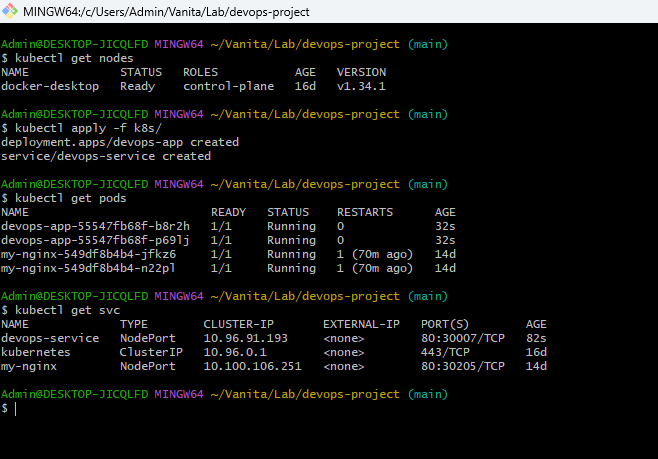 MINGW64:/c/Users/Admin/Vanita/Lab/devops-project
Admin@DESKTOP-JICQLFD MINGW64 ~/Vanita/Lab/devops-project (main)
$ kubectl get nodes
NAME STATUS ROLES AGE VERSION
docker-desktop Ready control-plane 16d v1.34.1
Admin@DESKTOP-JICQLFD MINGW64 ~/Vanita/Lab/devops-project (main)
$ kubectl apply -f k8s/
deployment.apps/devops-app created
service/devops-service created
Admin@DESKTOP-JICQLFD MINGW64 ~/Vanita/Lab/devops-project (main)
$ kubectl get pods
NAME READY STATUS RESTARTS AGE
devops-app-55547fb68f-b8r2h 1/1 Running 0 32s
devops-app-55547fb68f-p69lj 1/1 Running 0 32s
my-nginx-549df8b4b4-jfkz6 1/1 Running 1 (70m ago) 14d
my-nginx-549df8b4b4-n22pl 1/1 Running 1 (70m ago) 14d
Admin@DESKTOP-JICQLFD MINGW64 ~/Vanita/Lab/devops-project (main)
$ kubectl get svc
NAME TYPE CLUSTER-IP EXTERNAL-IP PORT(S) AGE
devops-service NodePort 10.96.91.193 <none> 80:30007/TCP 82s
kubernetes ClusterIP 10.96.0.1 <none> 443/TCP 16d
my-nginx NodePort 10.100.106.251 <none> 80:30205/TCP 14d
Admin@DESKTOP-JICQLFD MINGW64 ~/Vanita/Lab/devops-project (main)
$